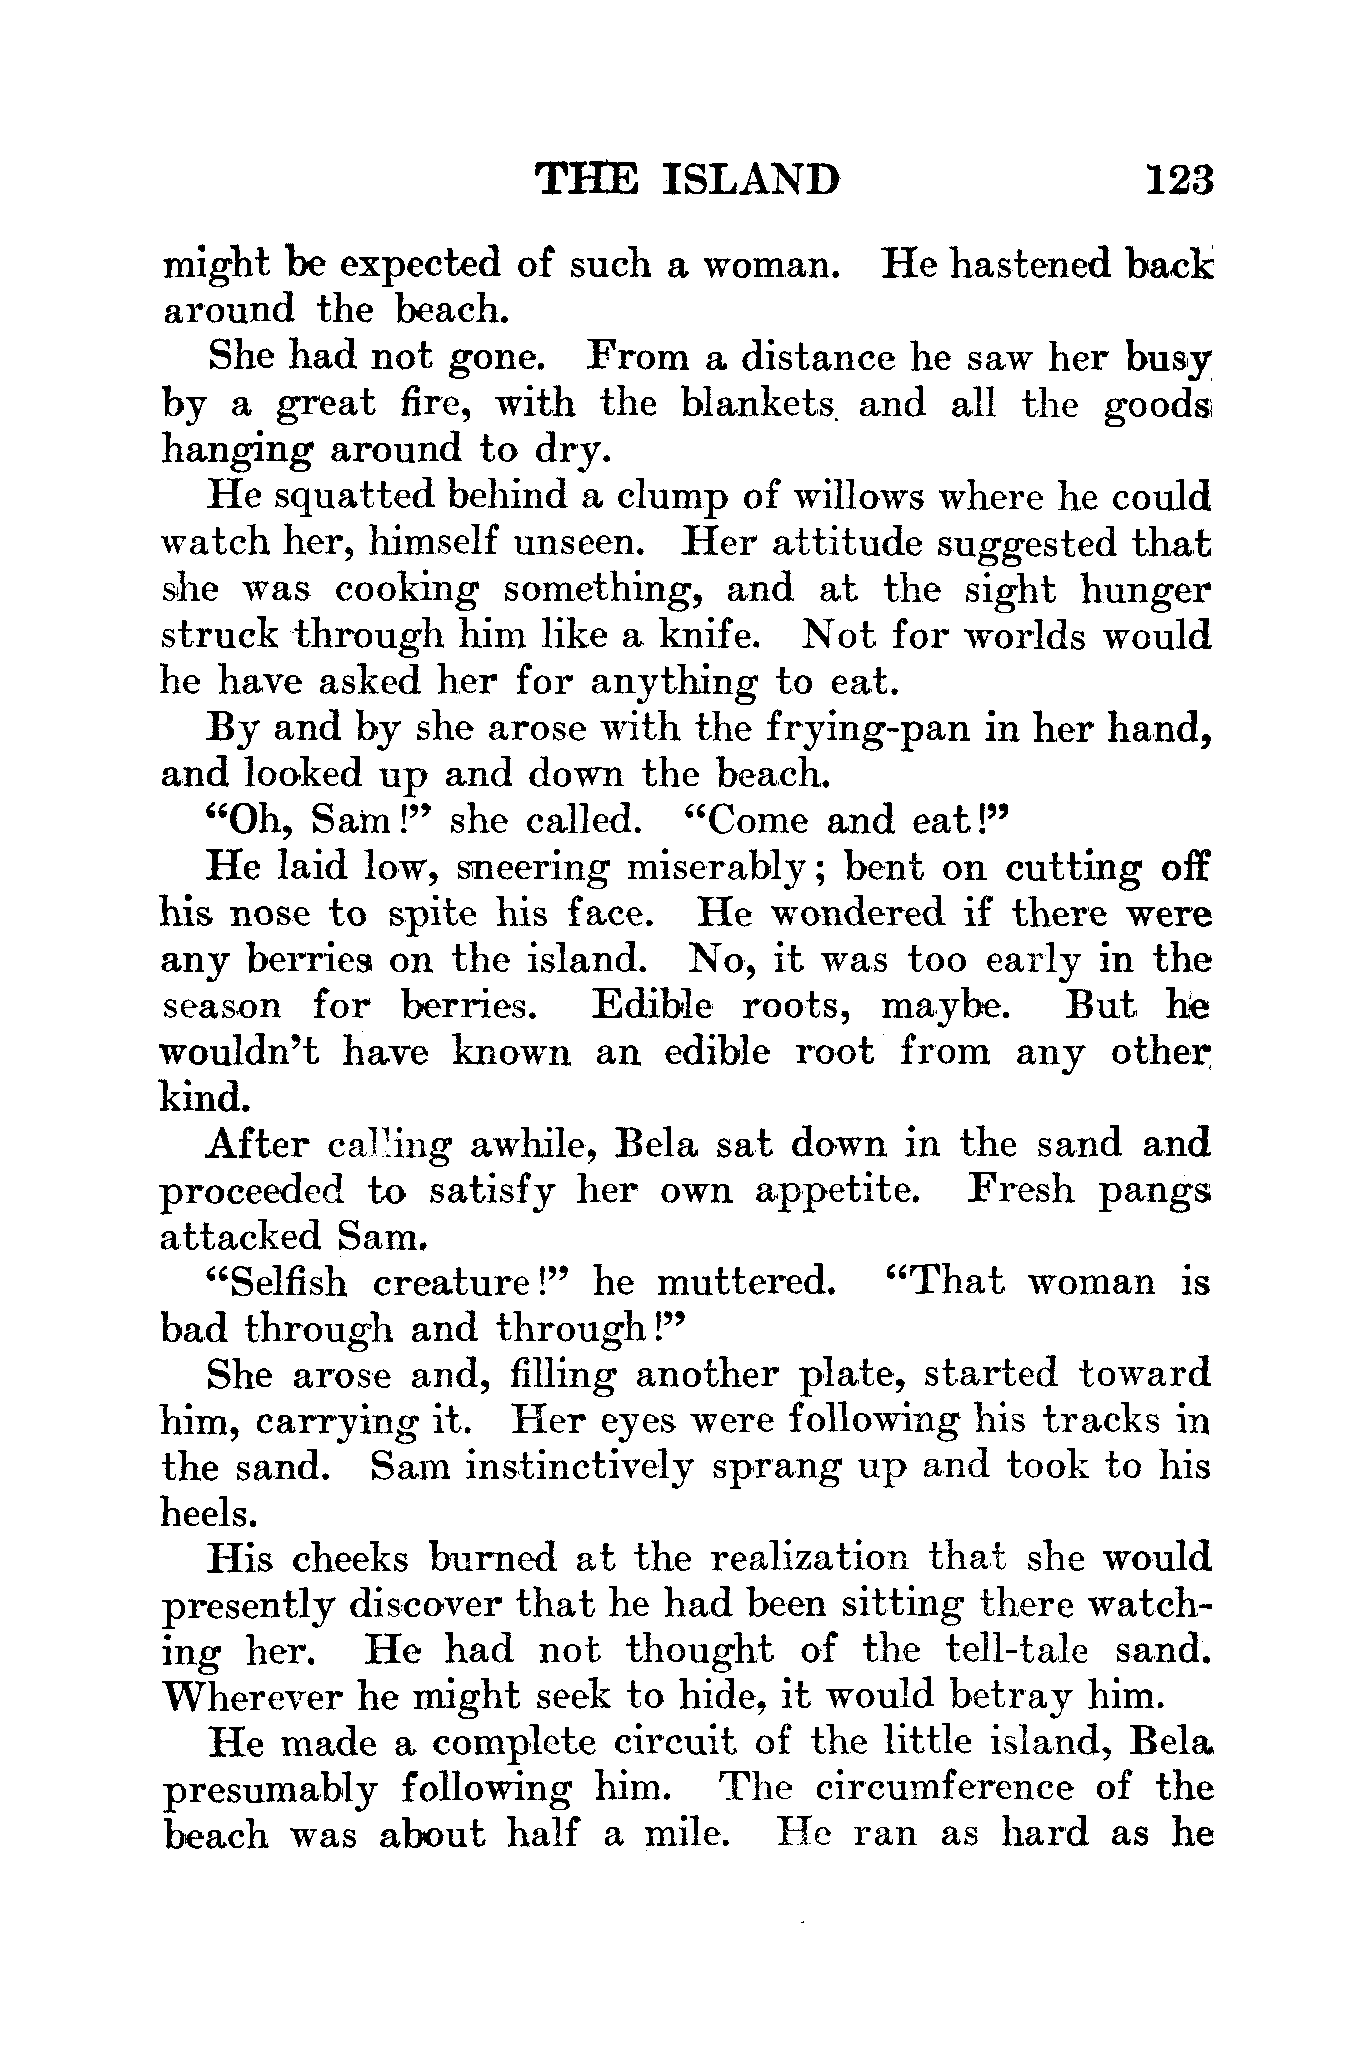 THE ISLAND 123
might be expected of such a woman. He hastened back
around the beach.
She had not gone. From a distance he saw her busy
by a great fire, with the blankets and all the goods
hanging around to dry.
He squatted behind a clump of willows where he could
watch her, himself unseen. Her attitude suggested that
she was cooking something, and at the sight hunger
struck through him like a knife. Not for worlds would
he have asked her for anything to eat.
By and by she arose with the frying-pan in her hand,
and looked up and down the beach.
“Oh, Sam!” she called. “Come and eat!”
He laid low, sneering miserably; bent on cutting off
his nose to spite his face. He wondered if there were
any berries on the island. No, it was too early in the
season for berries. Edible roots, maybe. But he
wouldn’t have known an edible root from any other
kind.
After calling awhile, Bela sat down in the sand and
proceeded to satisfy her own appetite. Fresh pangs
attacked Sam.
“Selfish creature!” he muttered. “That woman is
bad through and through!”
She arose and, filling another plate, started toward
him, carrying it. Her eyes were following his tracks in
the sand. Sam instinctively sprang up and took to his
heels.
His cheeks burned at the realization that she would
presently discover that he had been sitting there watch-
ing her. He had not thought of the tell-tale sand.
Wherever he might seek to hide, it would betray him.
He made a complete circuit of the little island, Bela
presumably following him. The circumference of the
beach was about half a mile. He ran as hard as he